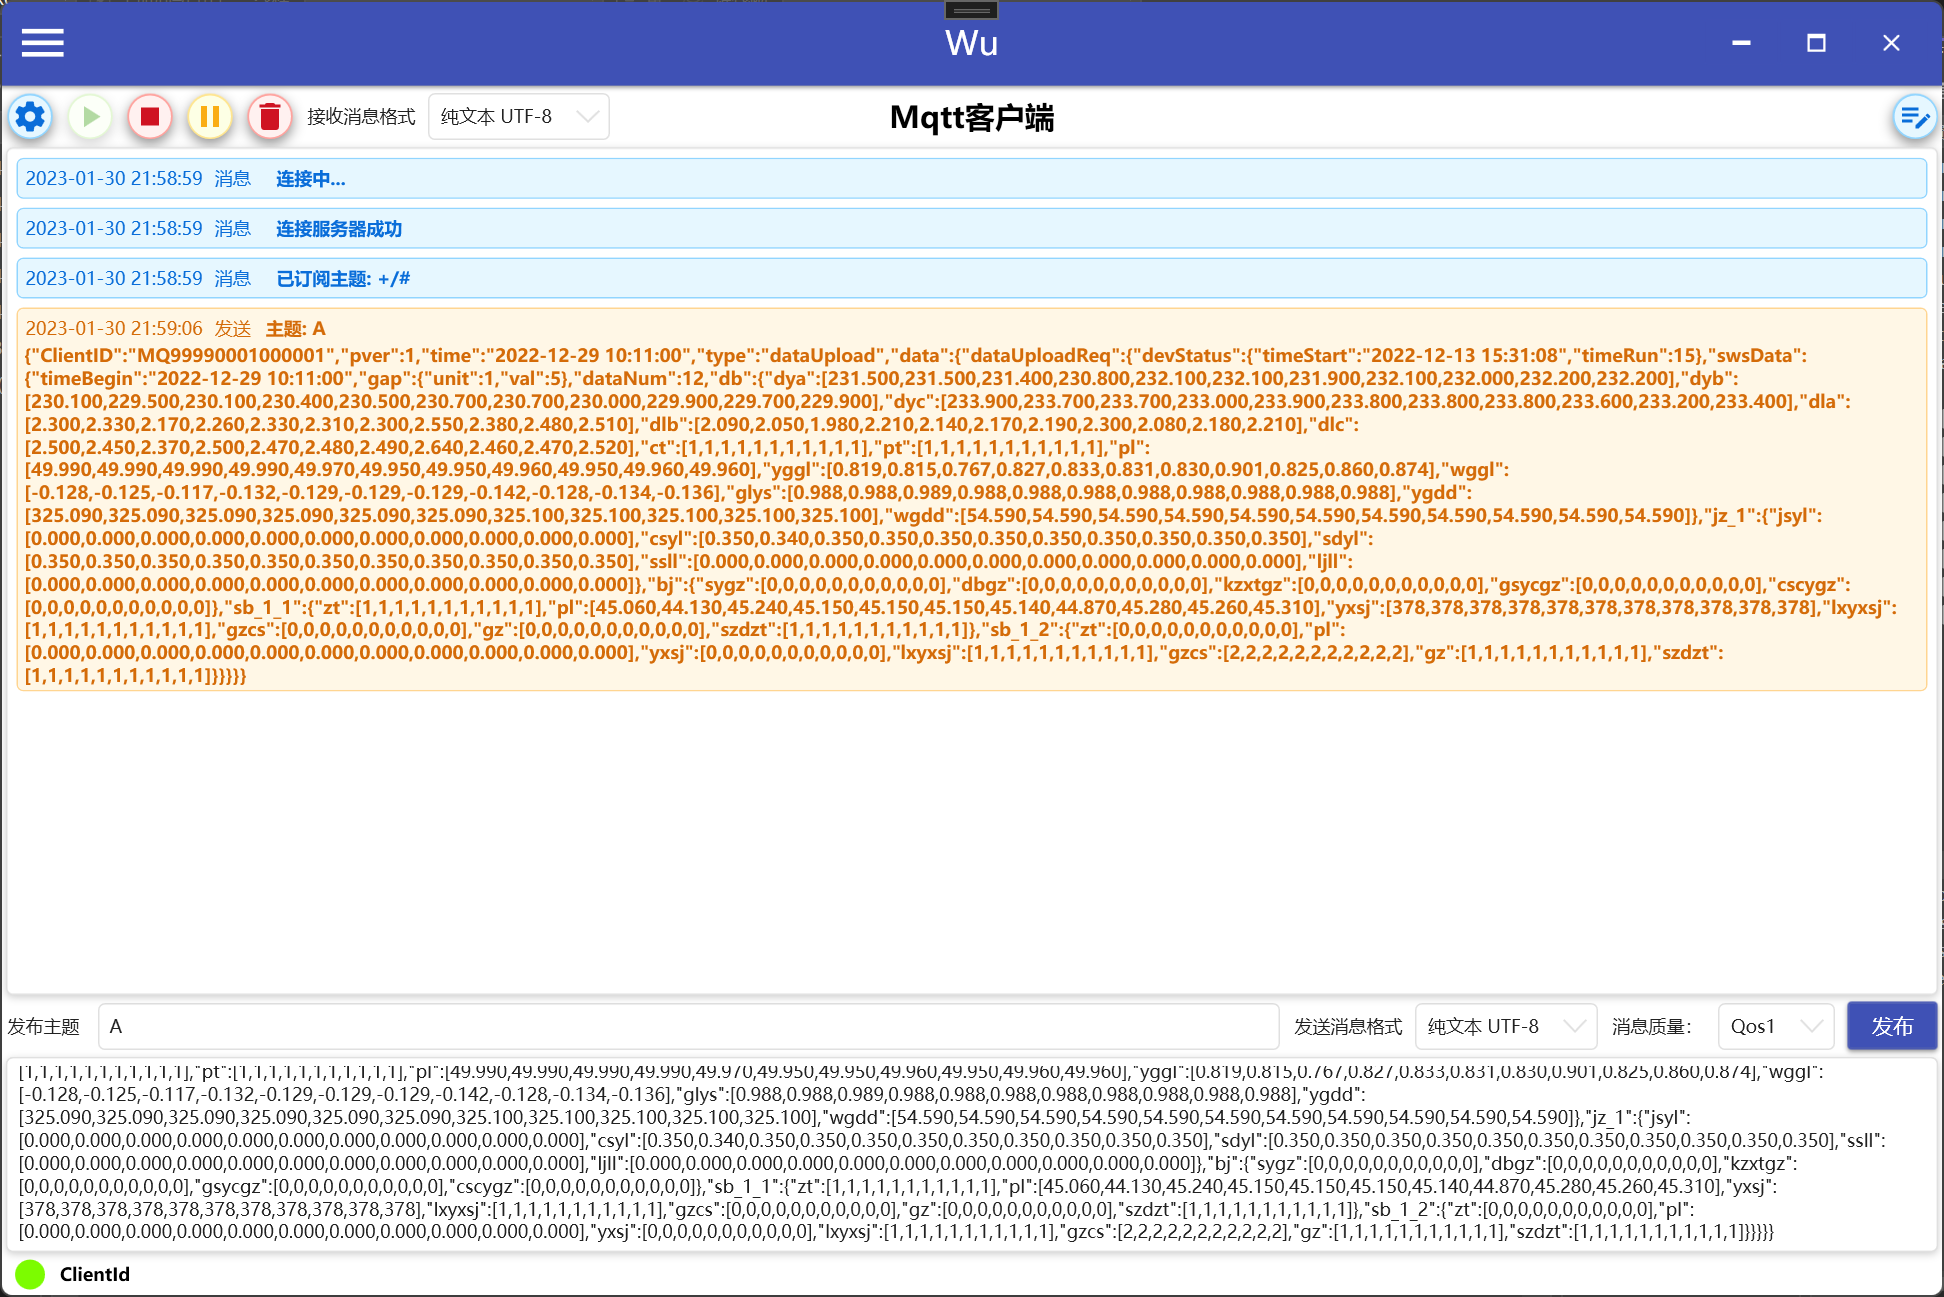 Wu
接收消息格式
纯文本 UTF-8
Mqtt客户端
2023-01-30 21:58:59 消息 连接中...
2023-01-30 21:58:59 消息 连接服务器成功
2023-01-30 21:58:59 消息 已订阅主题: +/#
2023-01-30 21:59:06 发送 主题: A
{"ClientID":"MQ99990001000001","pver":1,"time":"2022-12-29 10:11:00","type":"dataUpload","data":{"dataUploadReq":{"devStatus":{"timeStart":"2022-12-13 15:31:08","timeRun":15},"swsData":
{"timeBegin":"2022-12-29 10:11:00","gap":{"unit":1,"val":5},"dataNum":12,"db":{"dya":[231.500,231.500,231.400,230.800,232.100,232.100,231.900,232.100,232.000,232.200,232.200],"dyb":
[230.100,229.500,230.100,230.400,230.500,230.700,230.700,230.000,229.900,229.700,229.900],"dyc":[233.900,233.700,233.700,233.000,233.900,233.800,233.800,233.800,233.600,233.200,233.400],"dla":
[2.300,2.330,2.170,2.260,2.330,2.310,2.300,2.550,2.380,2.480,2.510],"dlb":[2.090,2.050,1.980,2.210,2.140,2.170,2.190,2.300,2.080,2.180,2.210],"dlc":
[2.500,2.450,2.370,2.500,2.470,2.480,2.490,2.640,2.460,2.470,2.520],"ct":[1,1,1,1,1,1,1,1,1,1,1],"pt":[1,1,1,1,1,1,1,1,1,1,1],"pl":
[49.990,49.990,49.990,49.990,49.970,49.950,49.950,49.960,49.950,49.960,49.960],"yggl":[0.819,0.815,0.767,0.827,0.833,0.831,0.830,0.901,0.825,0.860,0.874],"wggl":
[-0.128,-0.125,-0.117,-0.132,-0.129,-0.129,-0.129,-0.142,-0.128,-0.134,-0.136],"glys":[0.988,0.988,0.989,0.988,0.988,0.988,0.988,0.988,0.988,0.988,0.988],"ygdd":
[325.090,325.090,325.090,325.090,325.090,325.090,325.100,325.100,325.100,325.100,325.100],"wgdd":[54.590,54.590,54.590,54.590,54.590,54.590,54.590,54.590,54.590,54.590,54.590]},"jz_1":{"jsyl":
[0.000,0.000,0.000,0.000,0.000,0.000,0.000,0.000,0.000,0.000,0.000],"csyl":[0.350,0.340,0.350,0.350,0.350,0.350,0.350,0.350,0.350,0.350,0.350],"sdyl":
[0.350,0.350,0.350,0.350,0.350,0.350,0.350,0.350,0.350,0.350,0.350],"ssll":[0.000,0.000,0.000,0.000,0.000,0.000,0.000,0.000,0.000,0.000,0.000],"ljll":
[0.000,0.000,0.000,0.000,0.000,0.000,0.000,0.000,0.000,0.000,0.000]},"bj":{"sygz":[0,0,0,0,0,0,0,0,0,0,0],"dbgz":[0,0,0,0,0,0,0,0,0,0,0],"kzxtgz":[0,0,0,0,0,0,0,0,0,0,0],"gsycgz":[0,0,0,0,0,0,0,0,0,0,0],"cscygz":
[0,0,0,0,0,0,0,0,0,0,0]},"sb_1_1":{"zt":[1,1,1,1,1,1,1,1,1,1,1],"pl":[45.060,44.130,45.240,45.150,45.150,45.150,45.140,44.870,45.280,45.260,45.310],"yxsj":[378,378,378,378,378,378,378,378,378,378,378],"lxyxsj":
[1,1,1,1,1,1,1,1,1,1,1],"gzcs":[0,0,0,0,0,0,0,0,0,0,0],"gz":[0,0,0,0,0,0,0,0,0,0,0],"szdzt":[1,1,1,1,1,1,1,1,1,1,1]},"sb_1_2":{"zt":[0,0,0,0,0,0,0,0,0,0,0],"pl":
[0.000,0.000,0.000,0.000,0.000,0.000,0.000,0.000,0.000,0.000,0.000],"yxsj":[0,0,0,0,0,0,0,0,0,0,0],"lxyxsj":[1,1,1,1,1,1,1,1,1,1,1],"gzcs":[2,2,2,2,2,2,2,2,2,2,2],"gz":[1,1,1,1,1,1,1,1,1,1,1],"szdzt":
[1,1,1,1,1,1,1,1,1,1,1]}}}}}
发布主题
A
发送消息格式
纯文本 UTF-8
消息质量:
Qos1
发布
[1,1,1,1,1,1,1,1,1,1,1],"pt":[1,1,1,1,1,1,1,1,1,1,1],"pl":[49.990,49.990,49.990,49.990,49.970,49.950,49.950,49.960,49.950,49.960,49.960],"yggl":[0.819,0.815,0.767,0.827,0.833,0.831,0.830,0.901,0.825,0.860,0.874],"wggl":
[-0.128,-0.125,-0.117,-0.132,-0.129,-0.129,-0.129,-0.142,-0.128,-0.134,-0.136],"glys":[0.988,0.988,0.989,0.988,0.988,0.988,0.988,0.988,0.988,0.988,0.988],"ygdd":
[325.090,325.090,325.090,325.090,325.090,325.090,325.100,325.100,325.100,325.100,325.100],"wgdd":[54.590,54.590,54.590,54.590,54.590,54.590,54.590,54.590,54.590,54.590,54.590]},"jz_1":{"jsyl":
[0.000,0.000,0.000,0.000,0.000,0.000,0.000,0.000,0.000,0.000,0.000],"csyl":[0.350,0.340,0.350,0.350,0.350,0.350,0.350,0.350,0.350,0.350,0.350],"sdyl":[0.350,0.350,0.350,0.350,0.350,0.350,0.350,0.350,0.350,0.350,0.350],"ssll":
[0.000,0.000,0.000,0.000,0.000,0.000,0.000,0.000,0.000,0.000,0.000],"ljll":[0.000,0.000,0.000,0.000,0.000,0.000,0.000,0.000,0.000,0.000,0.000]},"bj":{"sygz":[0,0,0,0,0,0,0,0,0,0,0],"dbgz":[0,0,0,0,0,0,0,0,0,0,0],"kzxtgz":
[0,0,0,0,0,0,0,0,0,0,0],"gsycgz":[0,0,0,0,0,0,0,0,0,0,0],"cscygz":[0,0,0,0,0,0,0,0,0,0,0]},"sb_1_1":{"zt":[1,1,1,1,1,1,1,1,1,1,1],"pl":[45.060,44.130,45.240,45.150,45.150,45.150,45.140,44.870,45.280,45.260,45.310],"yxsj":
[378,378,378,378,378,378,378,378,378,378,378],"lxyxsj":[1,1,1,1,1,1,1,1,1,1,1],"gzcs":[0,0,0,0,0,0,0,0,0,0,0],"gz":[0,0,0,0,0,0,0,0,0,0,0],"szdzt":[1,1,1,1,1,1,1,1,1,1,1]},"sb_1_2":{"zt":[0,0,0,0,0,0,0,0,0,0,0],"pl":
[0.000,0.000,0.000,0.000,0.000,0.000,0.000,0.000,0.000,0.000,0.000],"yxsj":[0,0,0,0,0,0,0,0,0,0,0],"lxyxsj":[1,1,1,1,1,1,1,1,1,1,1],"gzcs":[2,2,2,2,2,2,2,2,2,2,2],"gz":[1,1,1,1,1,1,1,1,1,1,1],"szdzt":[1,1,1,1,1,1,1,1,1,1,1]}}}}}
ClientId